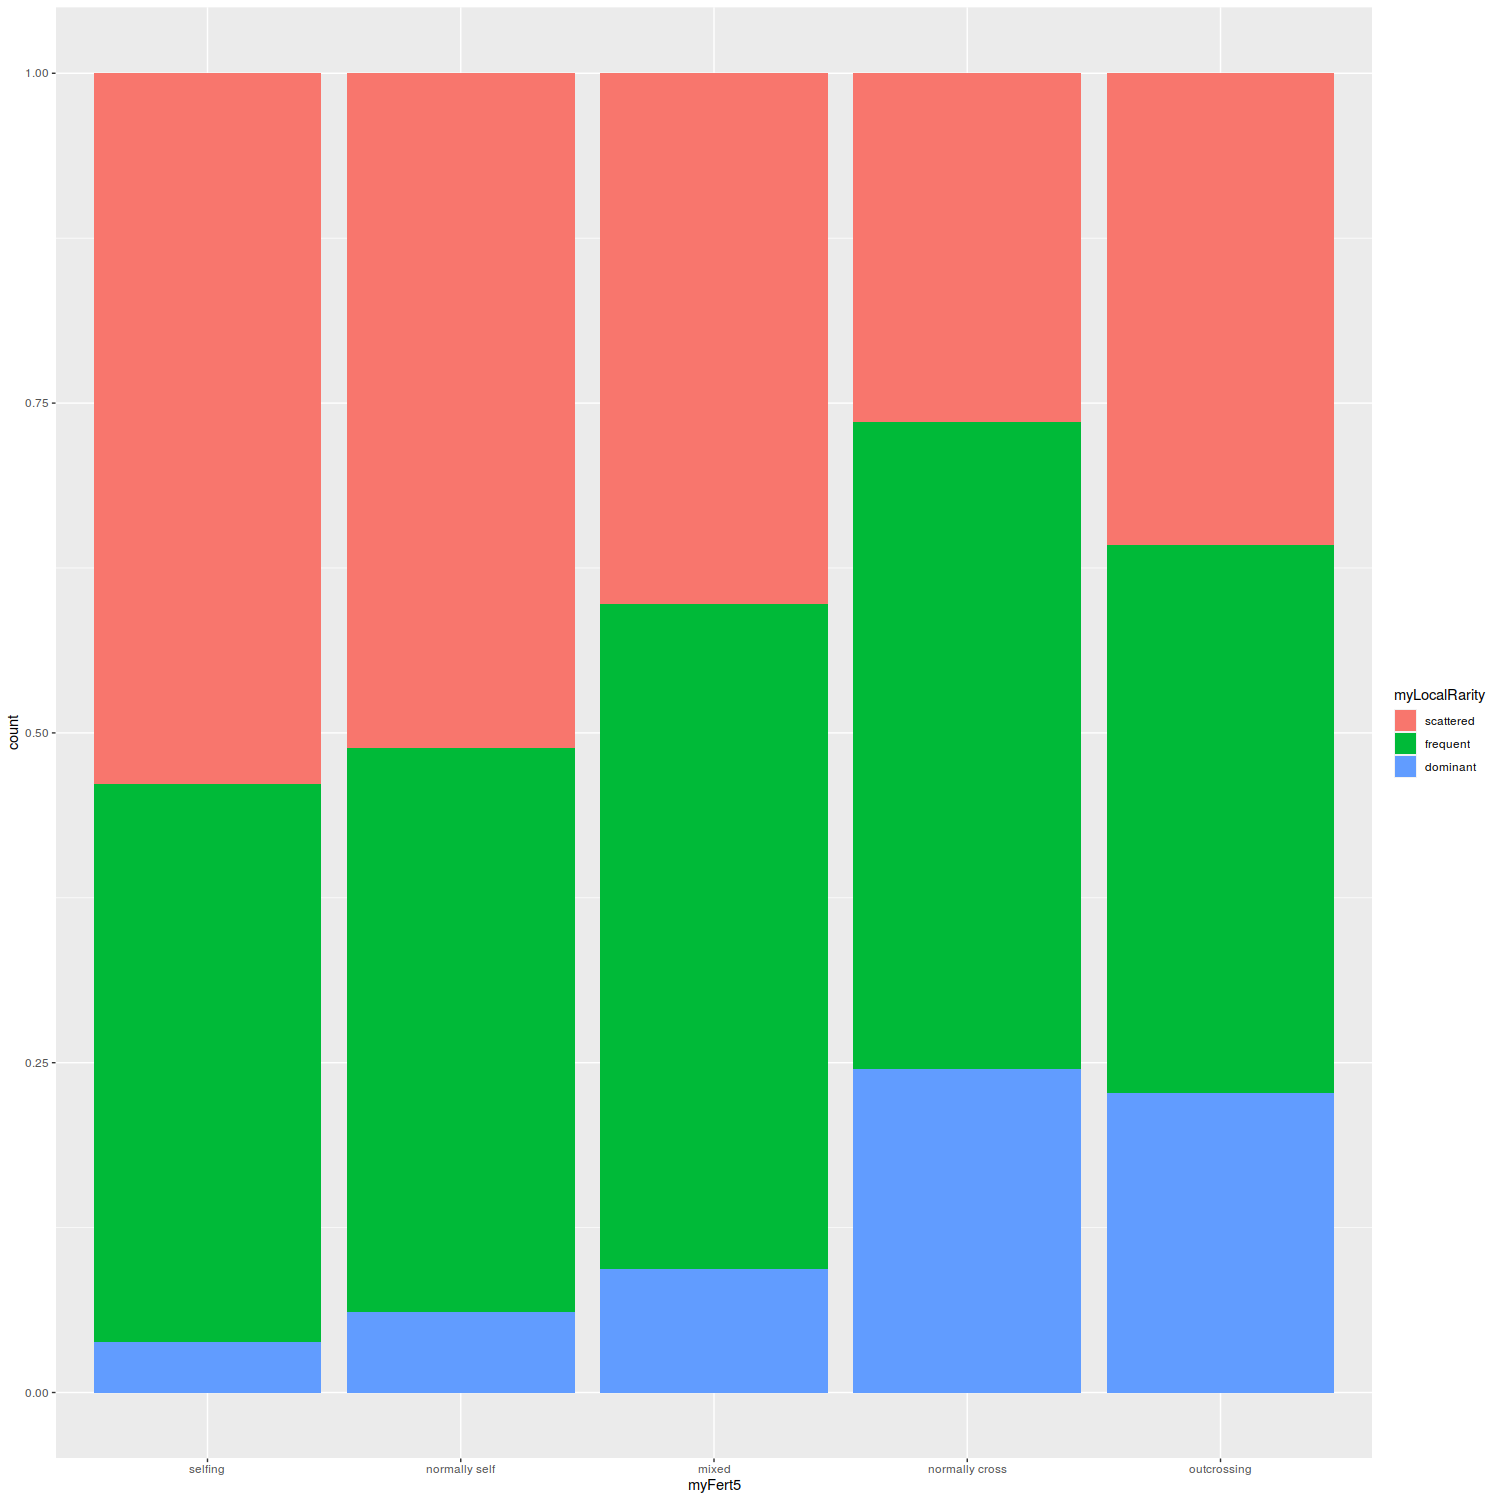 1.00
0.75
0.50
0.25
0.00
count
selfing
normally self
mixed
normally cross
outcrossing
myFert5
myLocalRarity
scattered
frequent
dominant